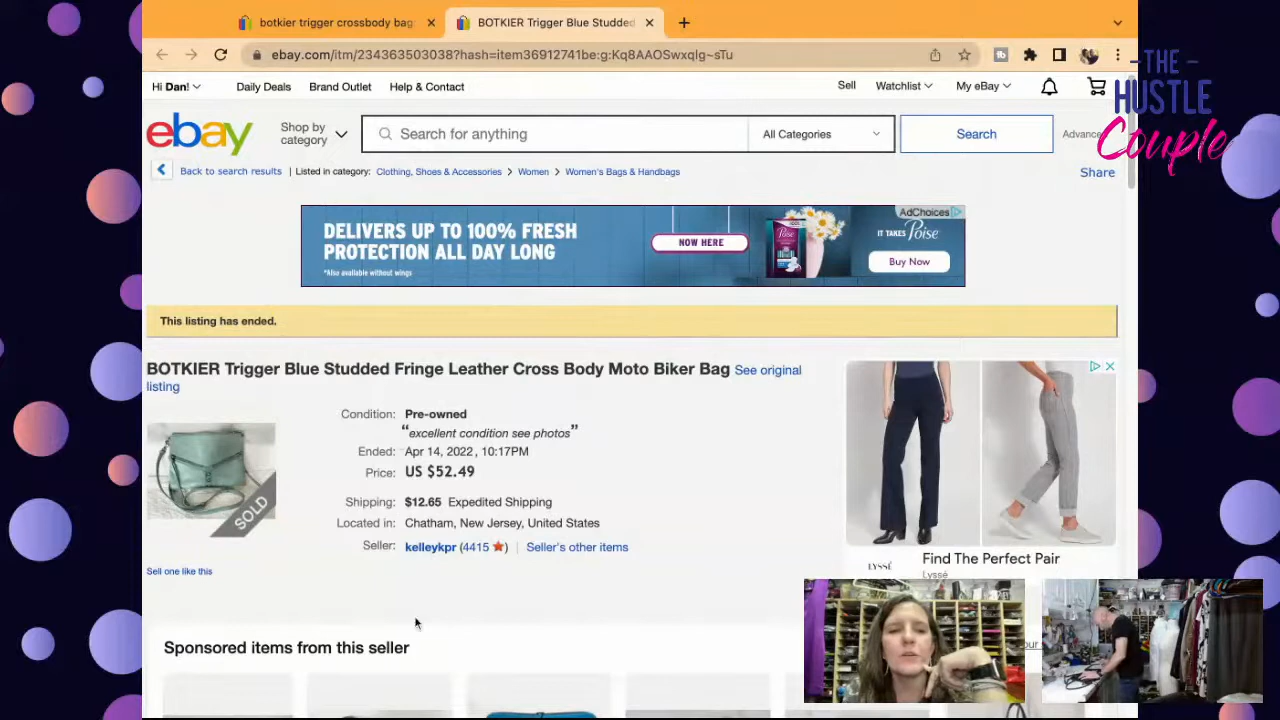 botkier trigger crossbody bag
BOTKIER Trigger Blue Studded
ebay.com/itm/234363503038?hash=item36912741be:g:Kq8AAOSwxqlg~sTu
THE
HUSTLE
Couple
Hi Dan!
Daily Deals
Brand Outlet
Help & Contact
Sell
Watchlist
My eBay
ebay
Shop by
category
Search for anything
All Categories
Search
Back to search results
Listed in category:
Clothing, Shoes & Accessories
Women
Women's Bags & Handbags
Share
AdChoices
DELIVERS UP TO 100% FRESH
PROTECTION ALL DAY LONG
*Also available without wings
NOW HERE
IT TAKES Poise
Buy Now
This listing has ended.
BOTKIER Trigger Blue Studded Fringe Leather Cross Body Moto Biker Bag See original
listing
SOLD
Condition: Pre-owned
“excellent condition see photos”
Ended: Apr 14, 2022 , 10:17PM
Price: US $52.49
Shipping: $12.65 Expedited Shipping
Located in: Chatham, New Jersey, United States
Seller: kelleykpr (4415 ) | Seller's other items
Sell one like this
Find The Perfect Pair
LYSSÉ
Lyssé
Sponsored items from this seller